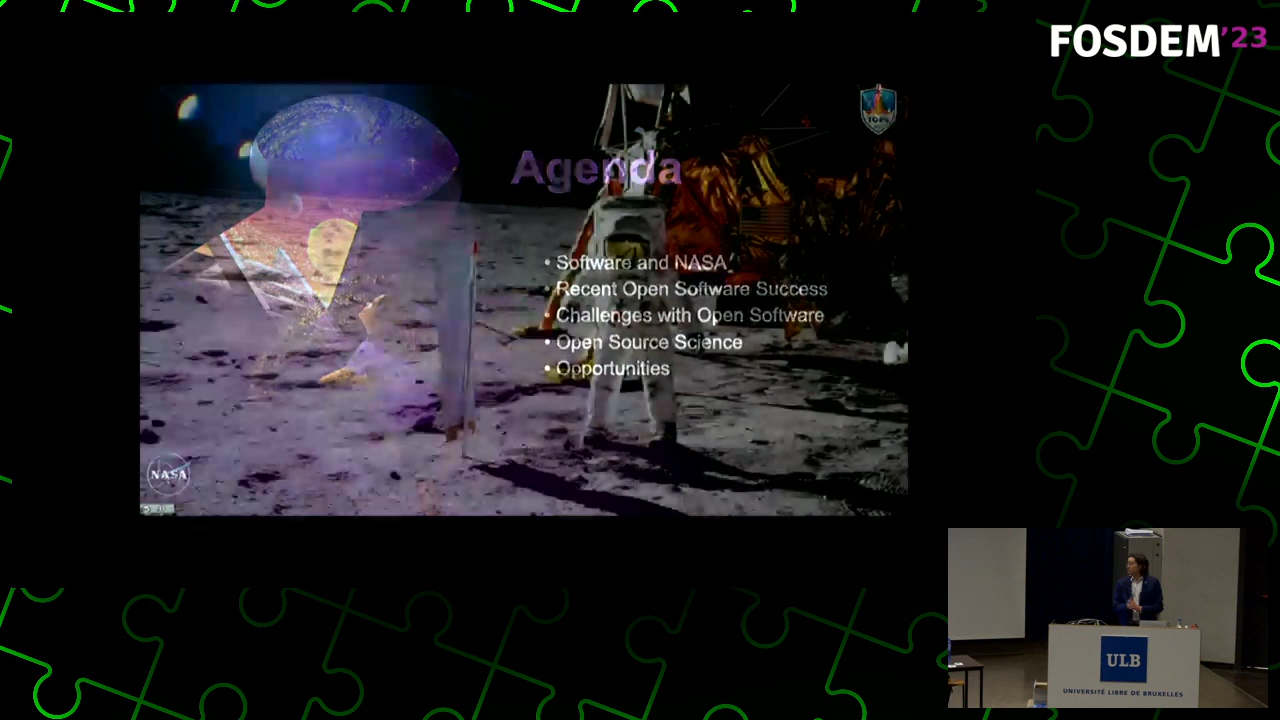 FOSDEM'23
TOPS
Agenda
• Software and NASA
• Recent Open Software Success
• Challenges with Open Software
• Open Source Science
• Opportunities
NASA
ULB
UNIVERSITÉ LIBRE DE BRUXELLES